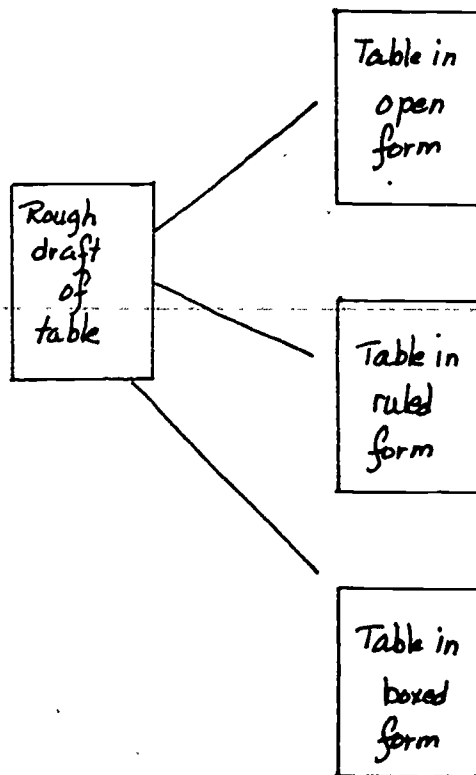 Rough
draft
of
table
Table in
open
form
Table in
ruled
form
Table in
boxed
form